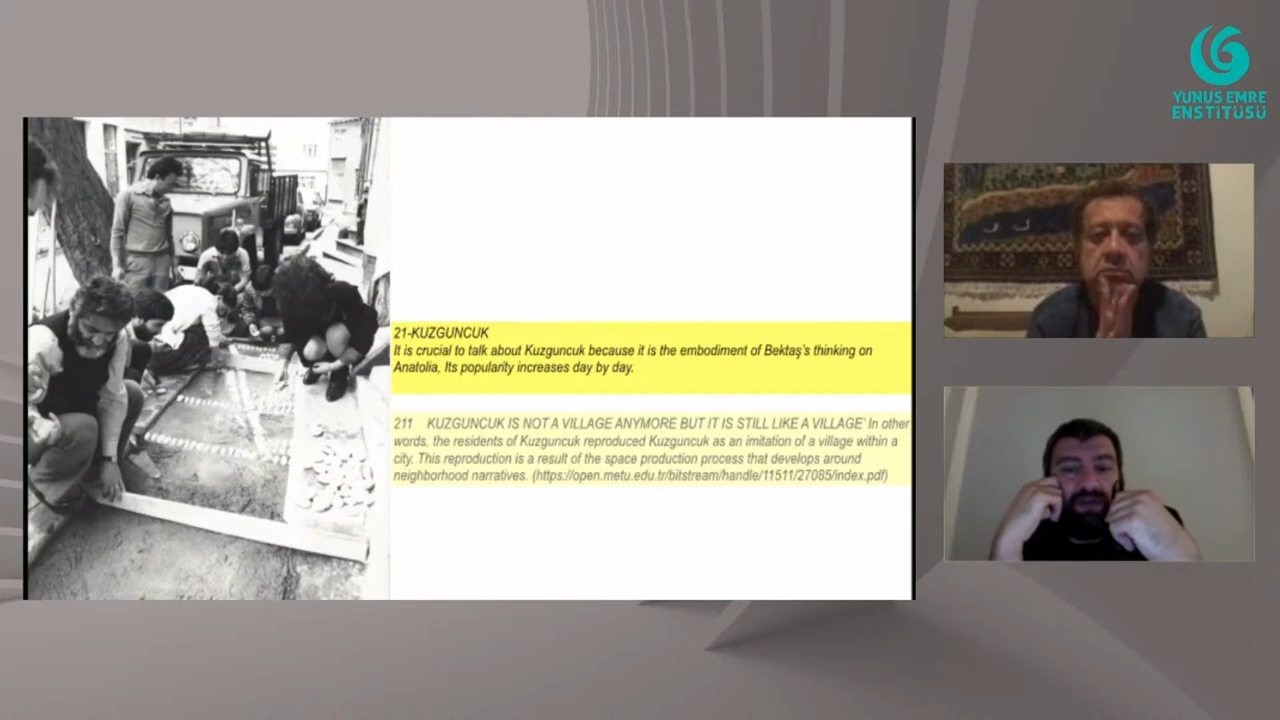 YUNUS EMRE
ENSTİTÜSÜ
21-KUZGUNCUK
It is crucial to talk about Kuzguncuk because it is the embodiment of Bektaş's thinking on
Anatolia, Its popularity increases day by day.
211 KUZGUNCUK IS NOT A VILLAGE ANYMORE BUT IT IS STILL LIKE A VILLAGE' In other
words, the residents of Kuzguncuk reproduced Kuzguncuk as an imitation of a village within a
city. This reproduction is a result of the space production process that develops around
neighborhood narratives. (https://open.metu.edu.tr/bitstream/handle/11511/27085/index.pdf)